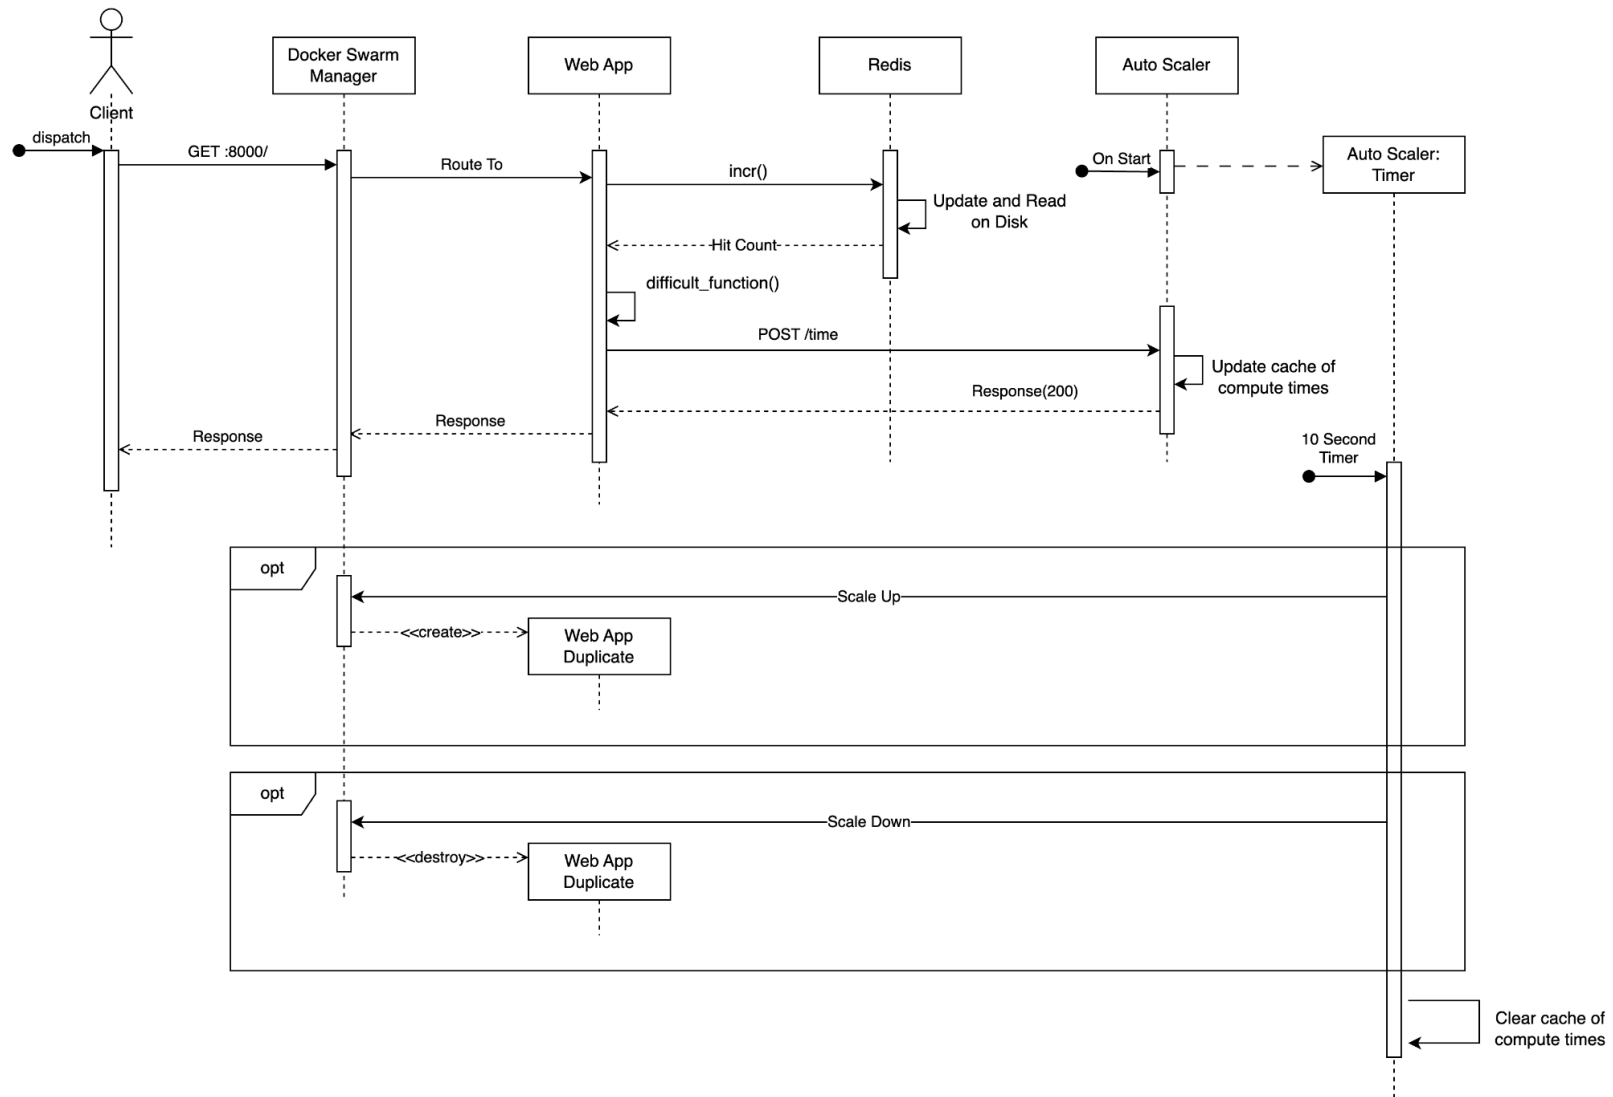 Client
Docker Swarm
Manager
Web App
Redis
Auto Scaler
Auto Scaler:
Timer
dispatch
GET :8000/
Route To
incr()
On Start
Update and Read
on Disk
Hit Count
difficult_function()
POST /time
Update cache of
compute times
Response(200)
Response
Response
10 Second
Timer
opt
Scale Up
<<create>>
Web App
Duplicate
opt
Scale Down
<<destroy>>
Web App
Duplicate
Clear cache of
compute times